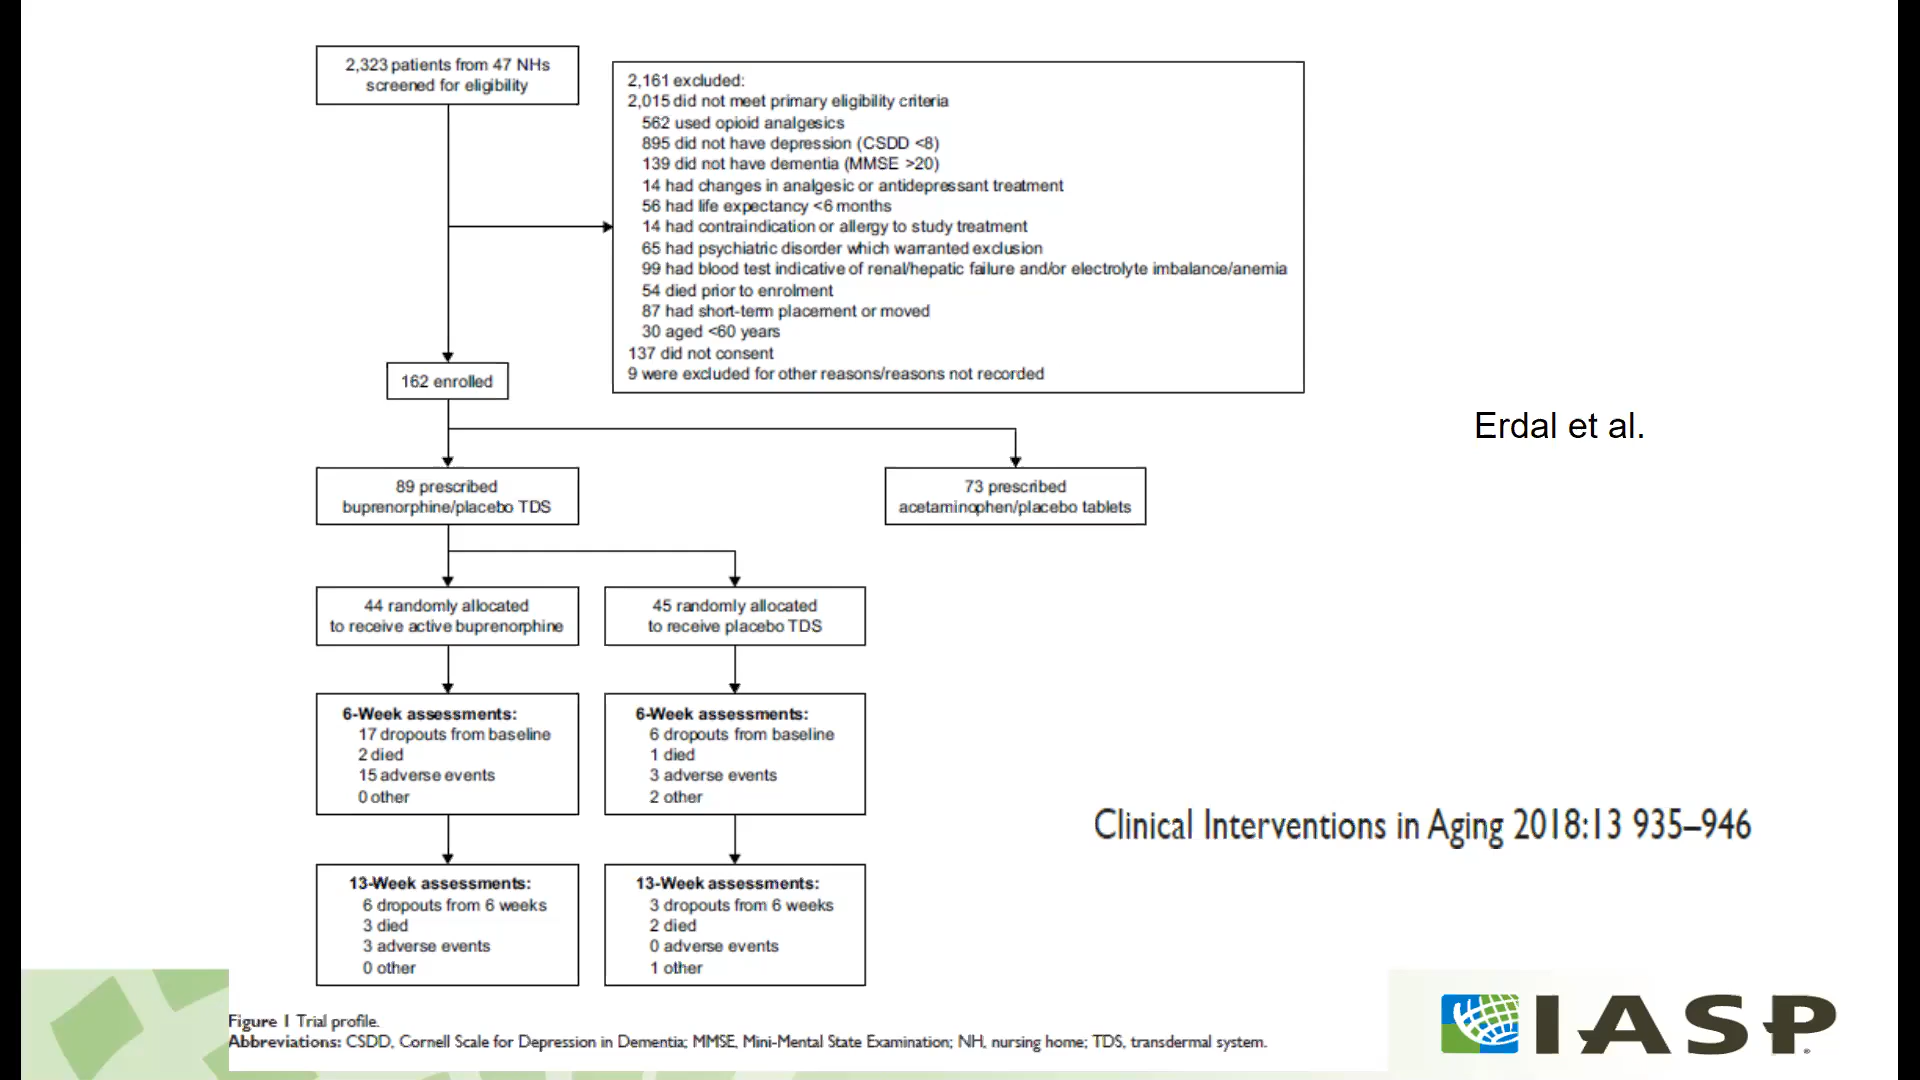 2,323 patients from 47 NHs
screened for eligibility
2,161 excluded:
2,015 did not meet primary eligibility criteria
562 used opioid analgesics
895 did not have depression (CSDD <8)
139 did not have dementia (MMSE >20)
14 had changes in analgesic or antidepressant treatment
56 had life expectancy <6 months
14 had contraindication or allergy to study treatment
65 had psychiatric disorder which warranted exclusion
99 had blood test indicative of renal/hepatic failure and/or electrolyte imbalance/anemia
54 died prior to enrolment
87 had short-term placement or moved
30 aged <60 years
137 did not consent
9 were excluded for other reasons/reasons not recorded
162 enrolled
Erdal et al.
89 prescribed
buprenorphine/placebo TDS
73 prescribed
acetaminophen/placebo tablets
44 randomly allocated
to receive active buprenorphine
45 randomly allocated
to receive placebo TDS
6-Week assessments:
17 dropouts from baseline
2 died
15 adverse events
0 other
6-Week assessments:
6 dropouts from baseline
1 died
3 adverse events
2 other
Clinical Interventions in Aging 2018:13 935–946
13-Week assessments:
6 dropouts from 6 weeks
3 died
3 adverse events
0 other
13-Week assessments:
3 dropouts from 6 weeks
2 died
0 adverse events
1 other
Figure 1 Trial profile.
Abbreviations: CSDD, Cornell Scale for Depression in Dementia; MMSE, Mini-Mental State Examination; NH, nursing home; TDS, transdermal system.
IASP